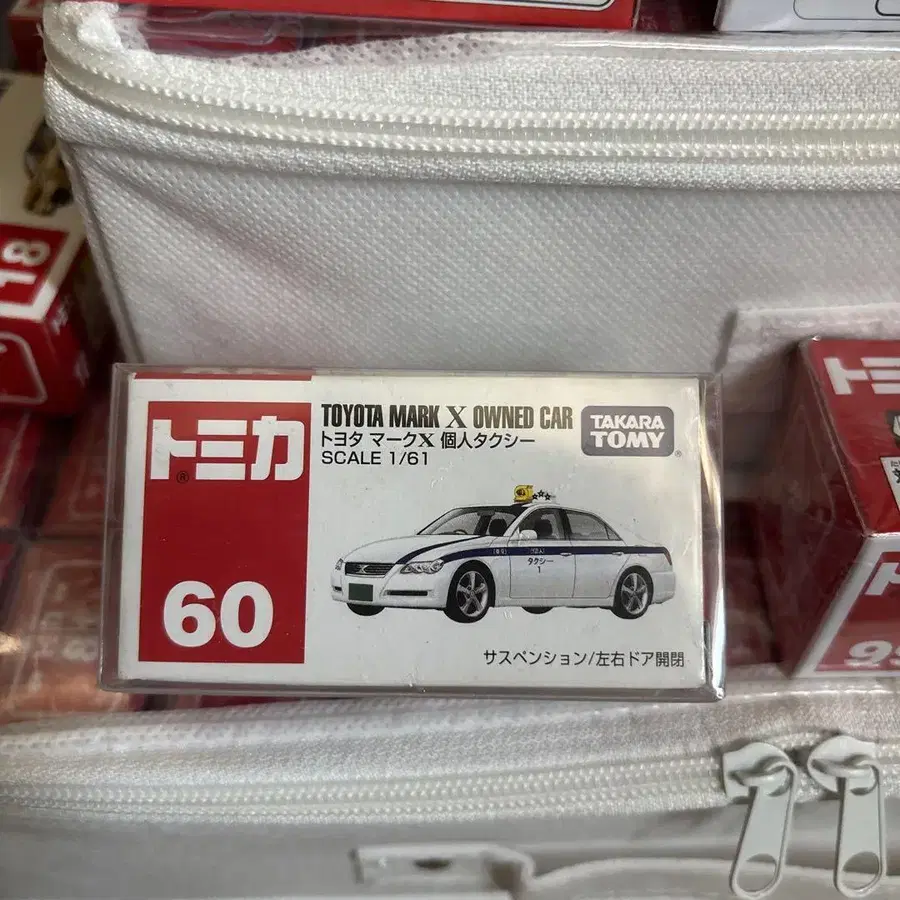 18
トミカ®
60
TOYOTA MARK X OWNED CAR
トヨタ マークX 個人タクシー
SCALE 1/61
TAKARA
TOMY®
タクシー
1
サスペンション/左右ドア開閉